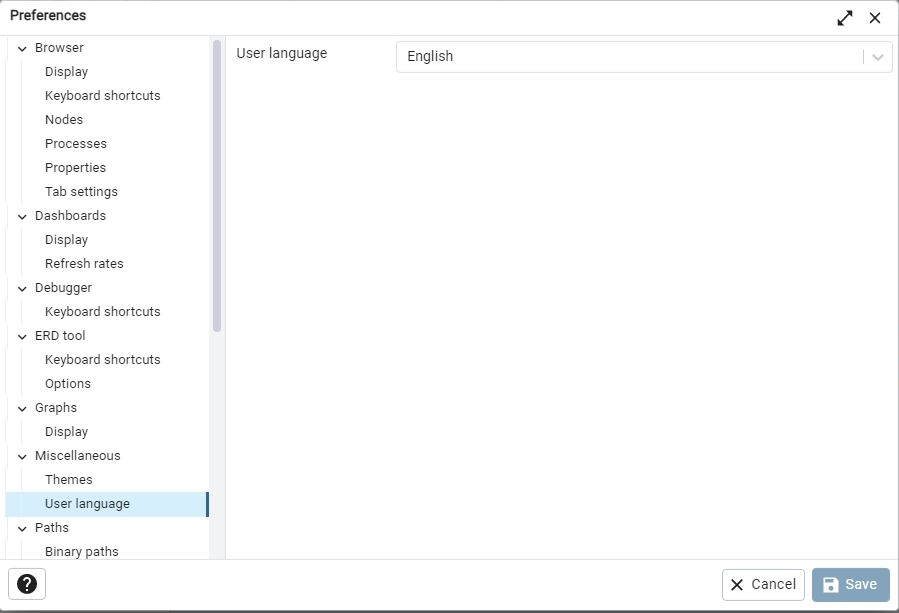 Preferences
Browser
Display
Keyboard shortcuts
Nodes
Processes
Properties
Tab settings
Dashboards
Display
Refresh rates
Debugger
Keyboard shortcuts
ERD tool
Keyboard shortcuts
Options
Graphs
Display
Miscellaneous
Themes
User language
Paths
Binary paths
User language
English
?
Cancel
Save